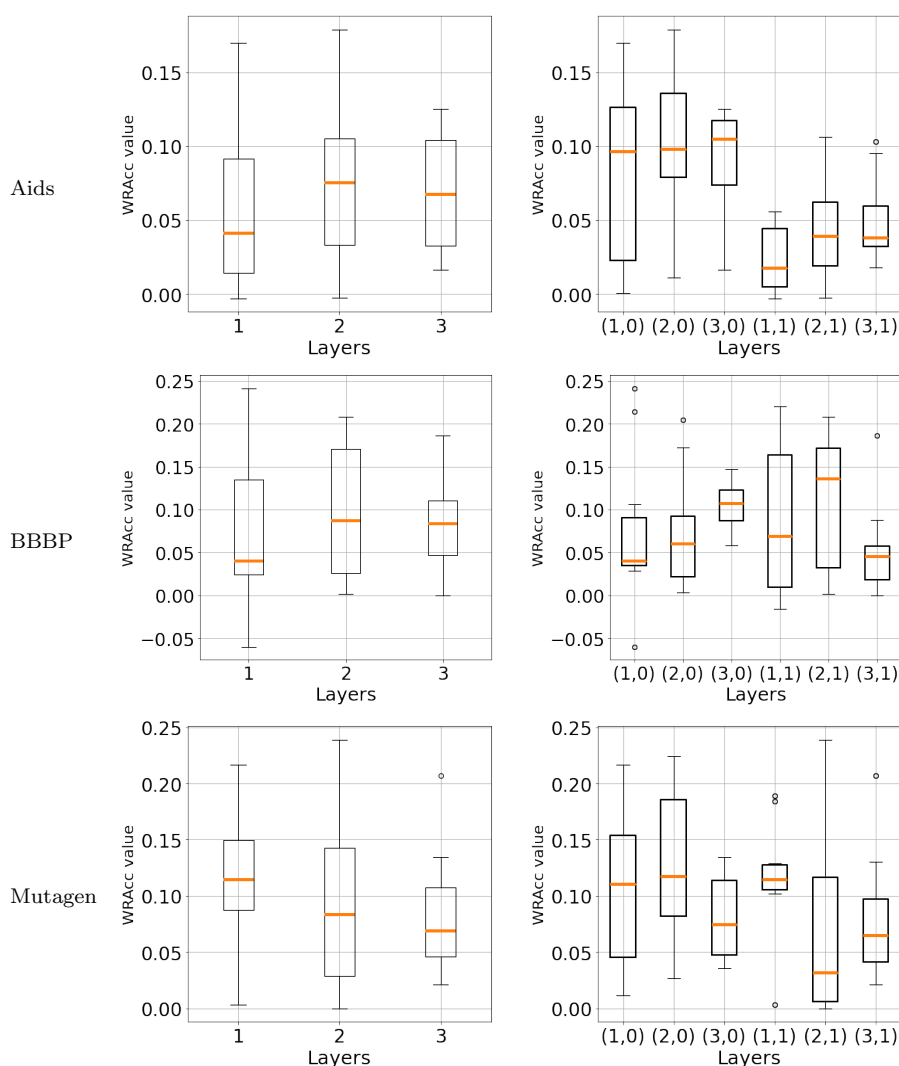 Aids
WRAcc value
0.15
0.10
0.05
0.00
1 2 3
Layers
WRAcc value
0.15
0.10
0.05
0.00
(1,0) (2,0) (3,0) (1,1) (2,1) (3,1)
Layers
BBBP
WRAcc value
0.25
0.20
0.15
0.10
0.05
0.00
−0.05
1 2 3
Layers
WRAcc value
0.25
0.20
0.15
0.10
0.05
0.00
−0.05
(1,0) (2,0) (3,0) (1,1) (2,1) (3,1)
Layers
Mutagen
WRAcc value
0.25
0.20
0.15
0.10
0.05
0.00
1 2 3
Layers
WRAcc value
0.25
0.20
0.15
0.10
0.05
0.00
(1,0) (2,0) (3,0) (1,1) (2,1) (3,1)
Layers